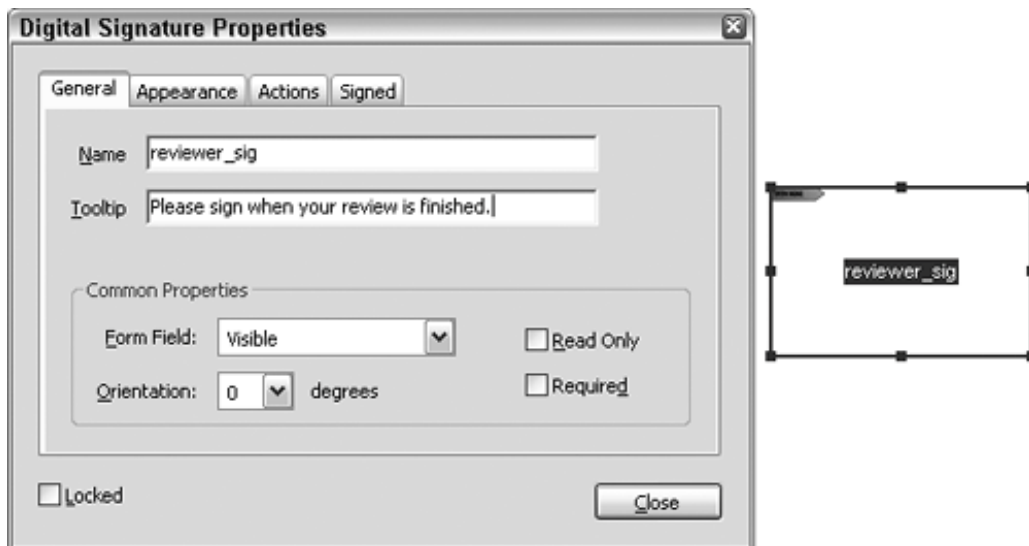 Digital Signature Properties
General Appearance Actions Signed
Name reviewer_sig
Tooltip Please sign when your review is finished.
reviewer_sig
Common Properties
Form Field: Visible Read Only
Orientation: 0 degrees Required
Locked Close